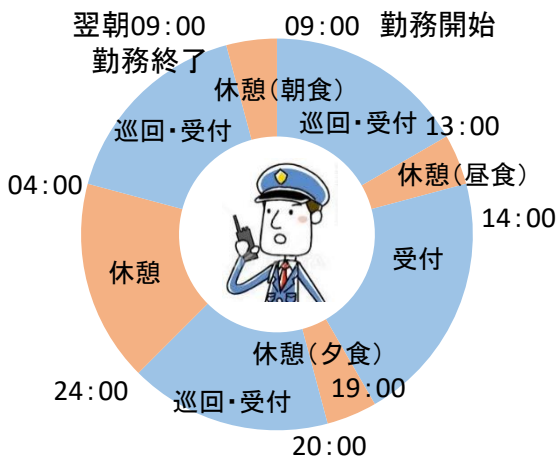 09：00 勤務開始
巡回・受付
13：00
休憩（昼食）
14：00
受付
19：00
休憩（夕食）
20：00
巡回・受付
24：00
休憩
04：00
巡回・受付
休憩（朝食）
翌朝09：00
勤務終了